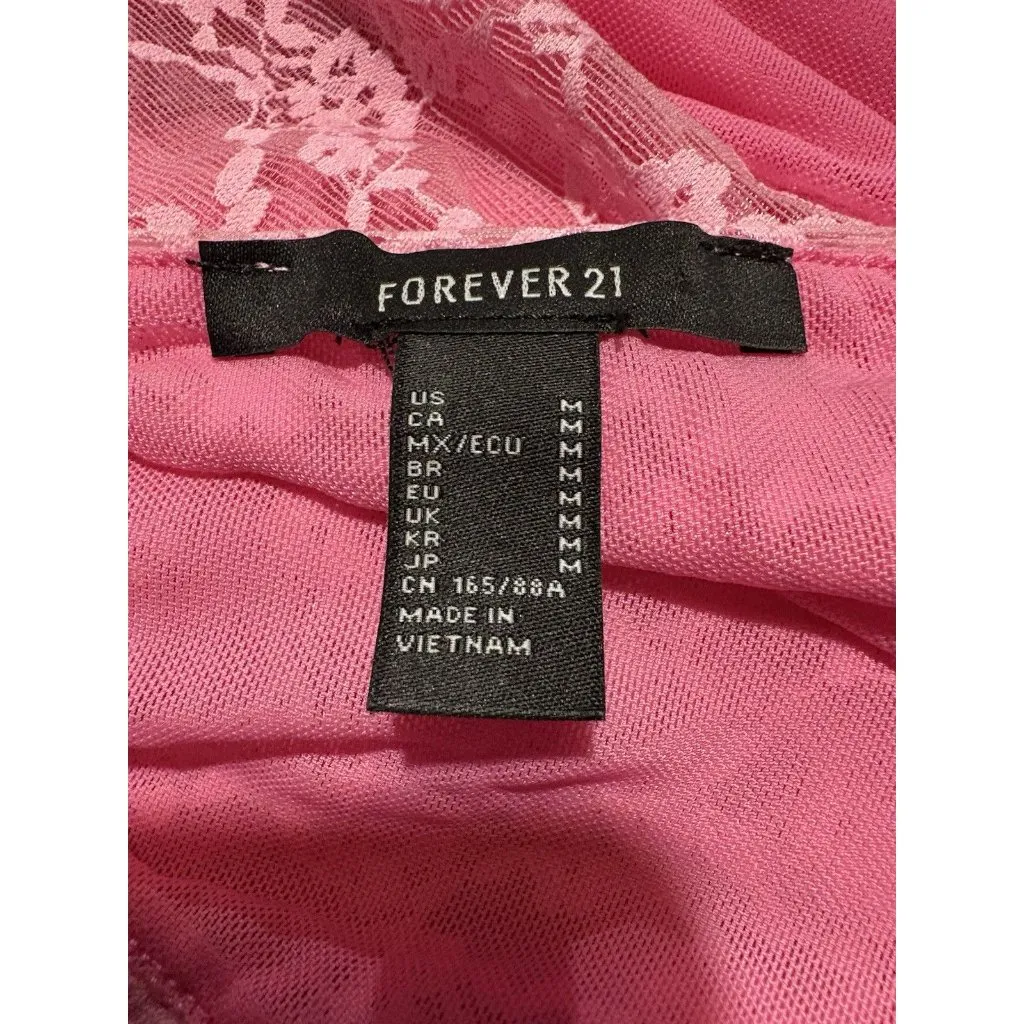 FOREVER 21
US M
CA M
MX/ECU M
BR M
EU M
UK M
KR M
JP M
CN 165/88A
MADE IN
VIETNAM